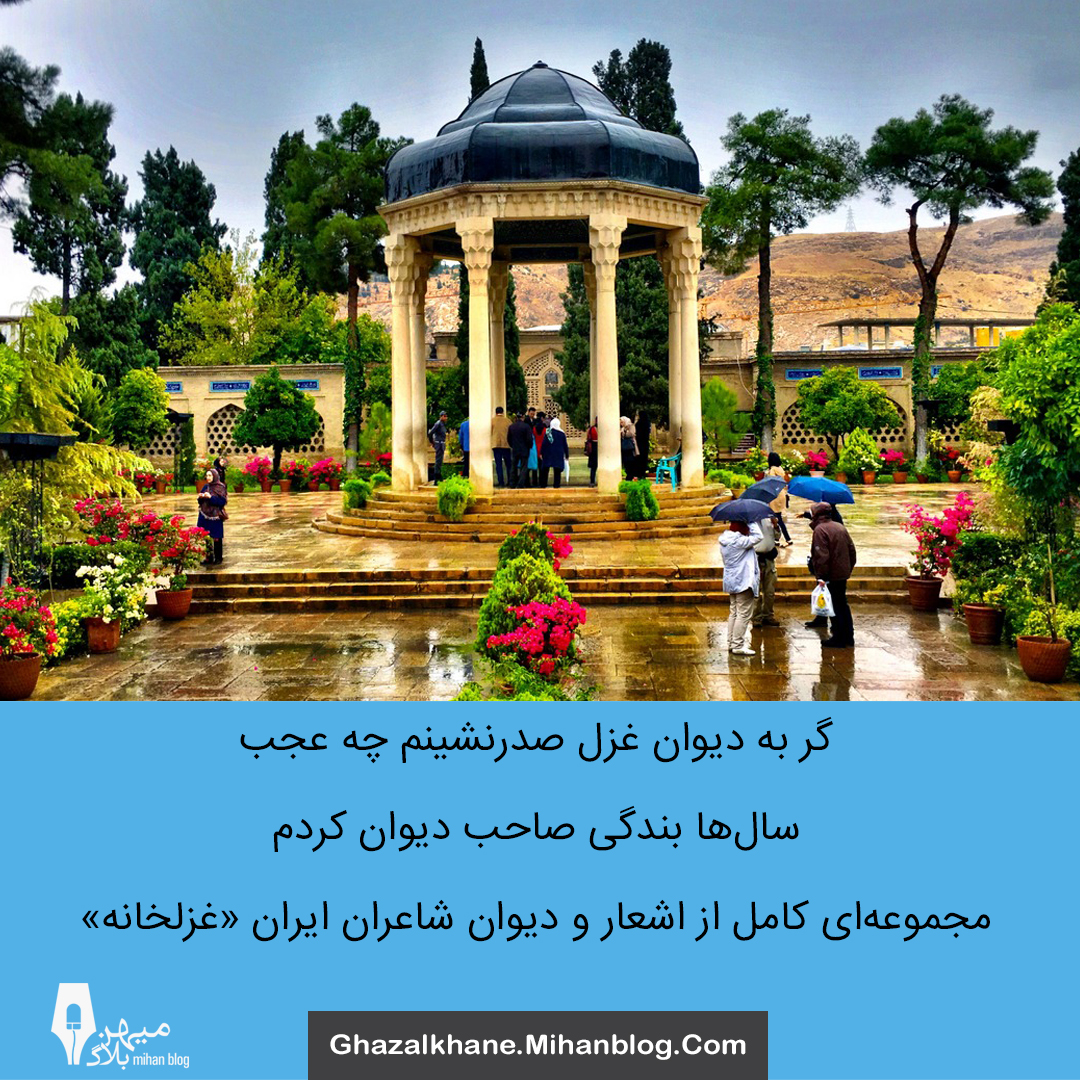 گر به دیوان غزل صدرنشینم چه عجب
سال‌ها بندگی صاحب دیوان کردم
مجموعه‌ای کامل از اشعار و دیوان شاعران ایران «غزلخانه»
میهن
بلاگ mihan blog
Ghazalkhane.Mihanblog.Com